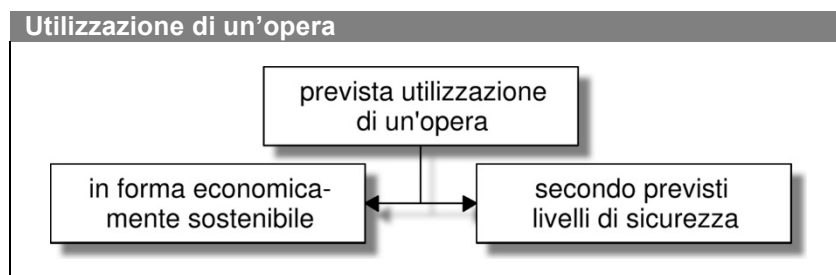 Utilizzazione di un’opera
prevista utilizzazione
di un'opera
in forma economica-
mente sostenibile
secondo previsti
livelli di sicurezza